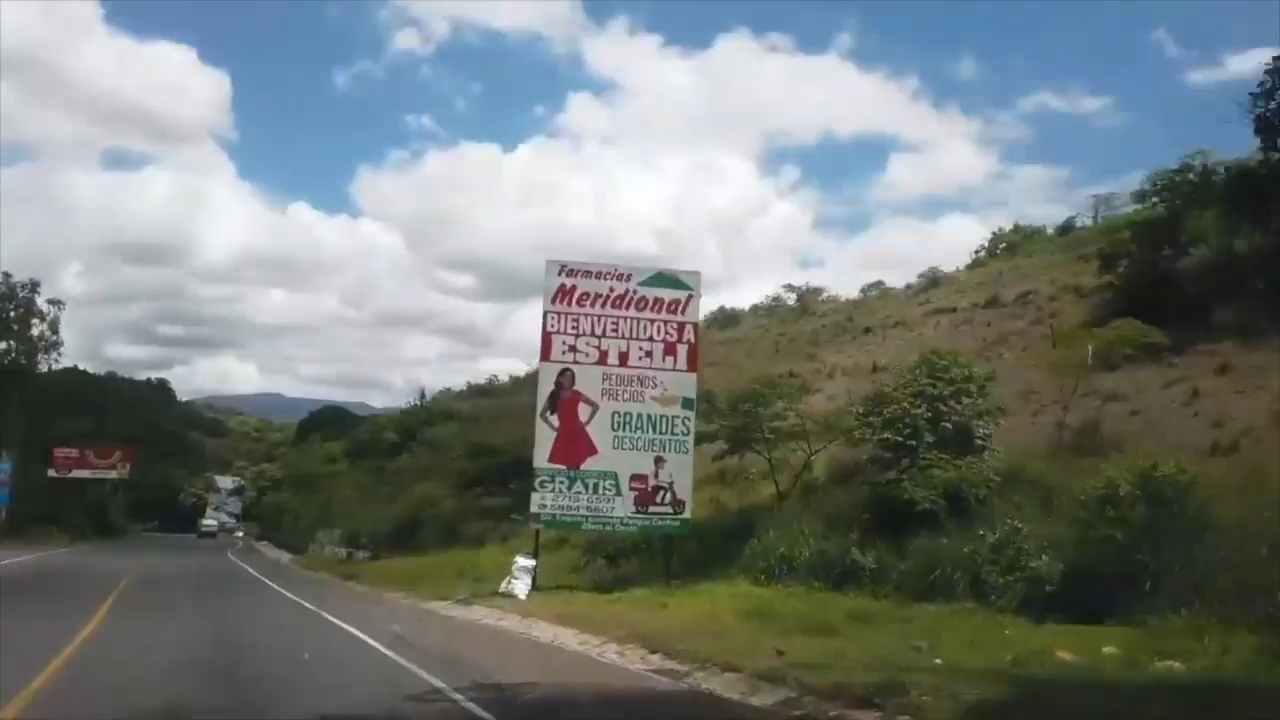 Farmacias
Meridional
BIENVENIDOS A
ESTELI
PEQUEÑOS
PRECIOS
GRANDES
DESCUENTOS
GRATIS
2713-6591
5884-6607